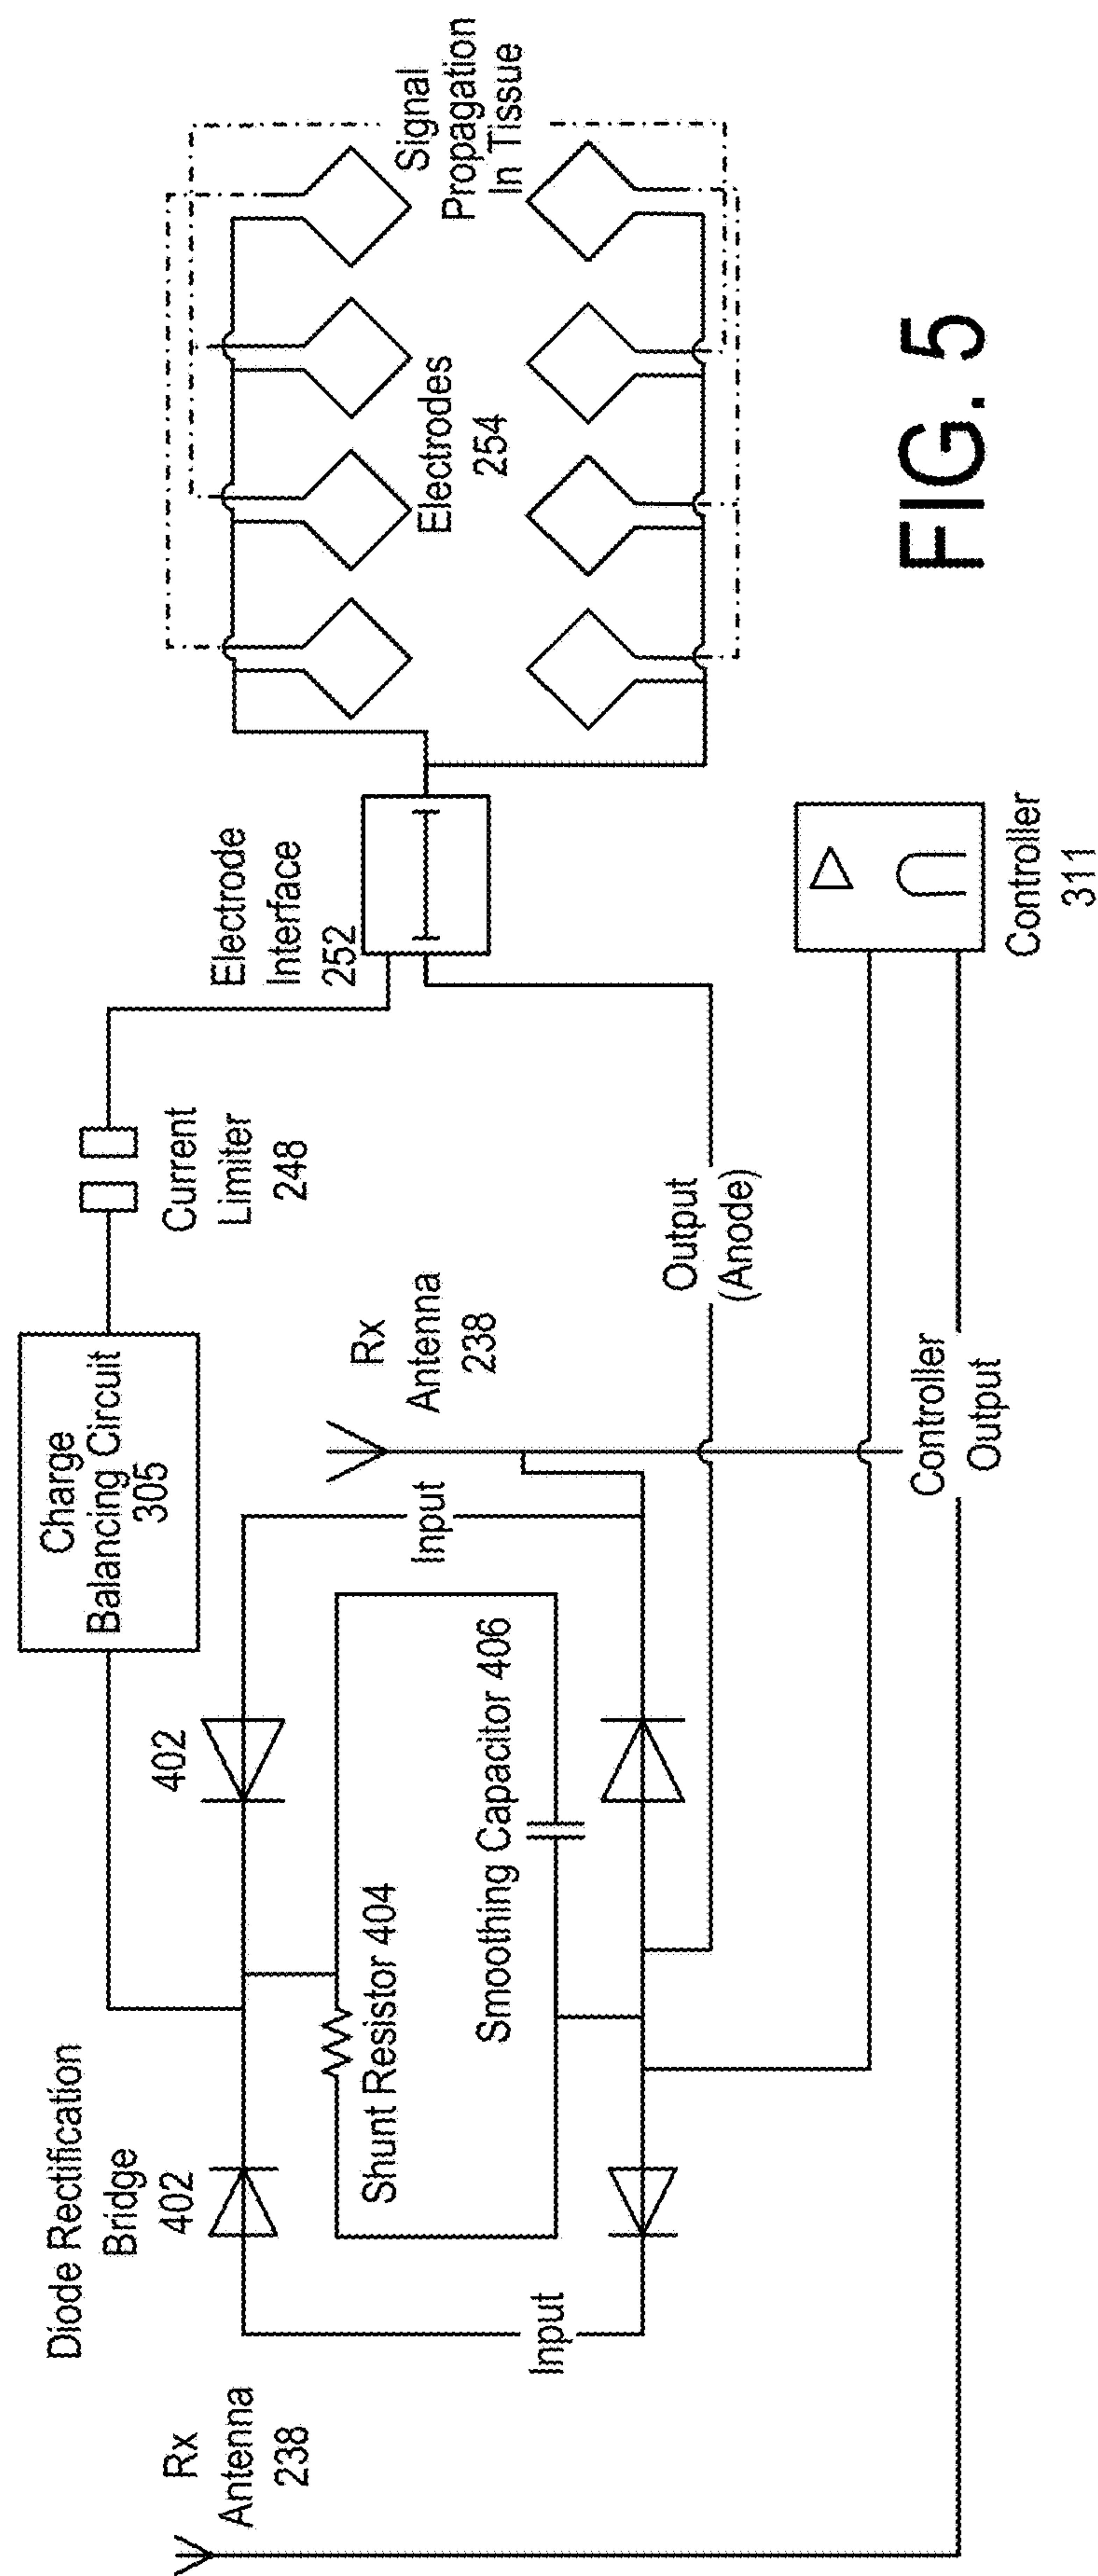 Rx
Antenna
238
Diode Rectification
Bridge
402
402
Charge
Balancing Circuit
305
Current
Limiter
248
Electrode
Interface
252
Shunt Resistor 404
Smoothing Capacitor 406
Input
Input
Rx
Antenna
238
Output
(Anode)
Electrodes
254
Signal
Propagation
In Tissue
Controller
Output
Controller
311
FIG. 5